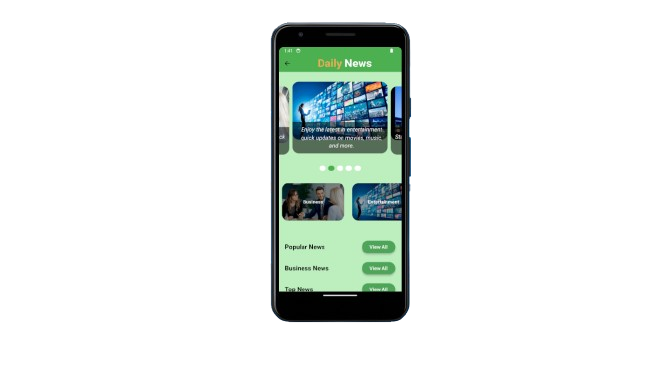 1:41
Daily News
Enjoy the latest in entertainment,
quick updates on movies, music,
and more.
Business
Entertainment
Popular News
View All
Business News
View All
Top News
View All